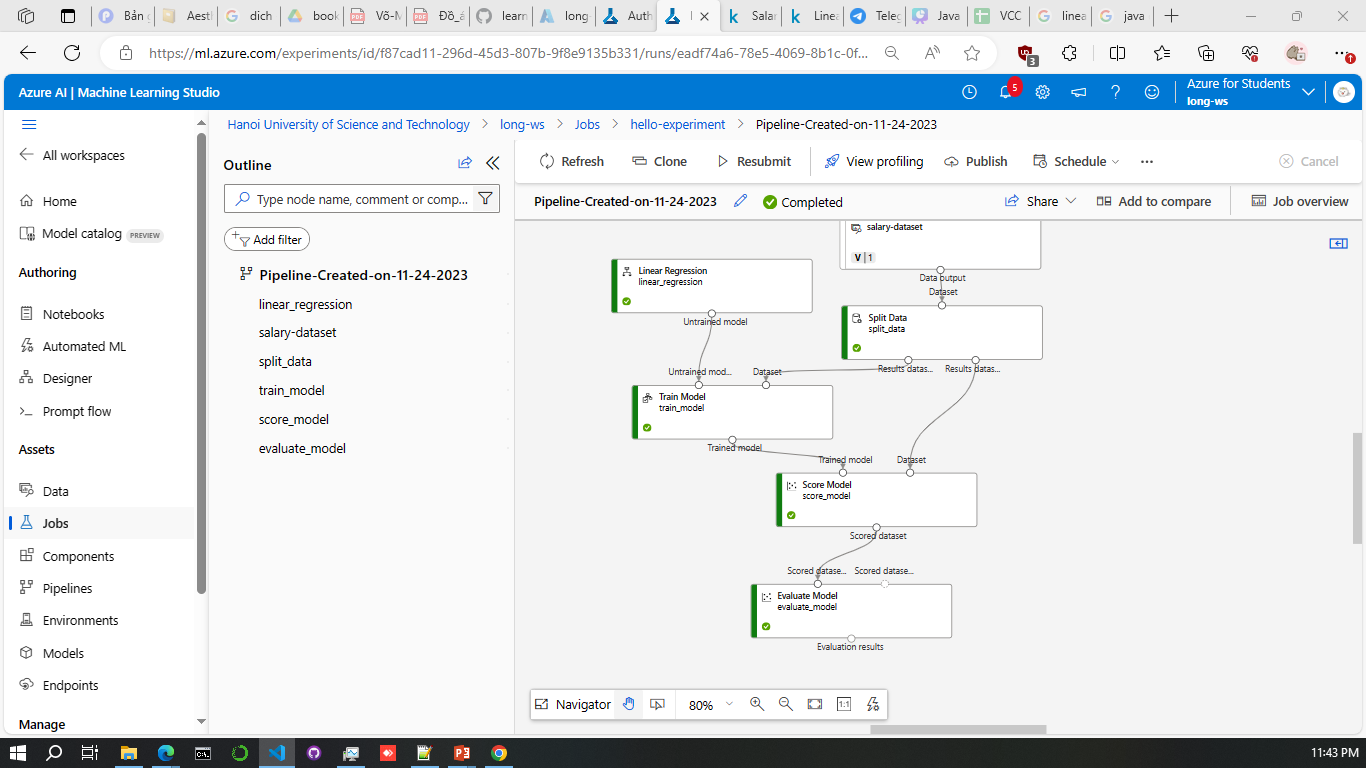 Bản g
Aesth
dich
book
Võ-M
Đồ_á
learn
long-
Auth
I
Salar
Linea
Teleg
Java
VCC
linea
java
https://ml.azure.com/experiments/id/f87cad11-296d-45d3-807b-9f8e9135b331/runs/eadf74a6-78e5-4069-8b1c-0f...
3
Azure AI | Machine Learning Studio
5
Azure for Students
long-ws
All workspaces
Home
Model catalog PREVIEW
Authoring
Notebooks
Automated ML
Designer
Prompt flow
Assets
Data
Jobs
Components
Pipelines
Environments
Models
Endpoints
Manage
Hanoi University of Science and Technology > long-ws > Jobs > hello-experiment > Pipeline-Created-on-11-24-2023
Outline
Type node name, comment or comp...
Add filter
Pipeline-Created-on-11-24-2023
linear_regression
salary-dataset
split_data
train_model
score_model
evaluate_model
Refresh
Clone
Resubmit
View profiling
Publish
Schedule
Cancel
Pipeline-Created-on-11-24-2023
Completed
Share
Add to compare
Job overview
salary-dataset
V | 1
Data output
Linear Regression
linear_regression
Untrained model
Dataset
Split Data
split_data
Results datas...
Results datas...
Untrained mod...
Dataset
Train Model
train_model
Trained model
Trained model
Dataset
Score Model
score_model
Scored dataset
Scored datase...
Scored datase...
Evaluate Model
evaluate_model
Evaluation results
Navigator
80%
1:1
11:43 PM